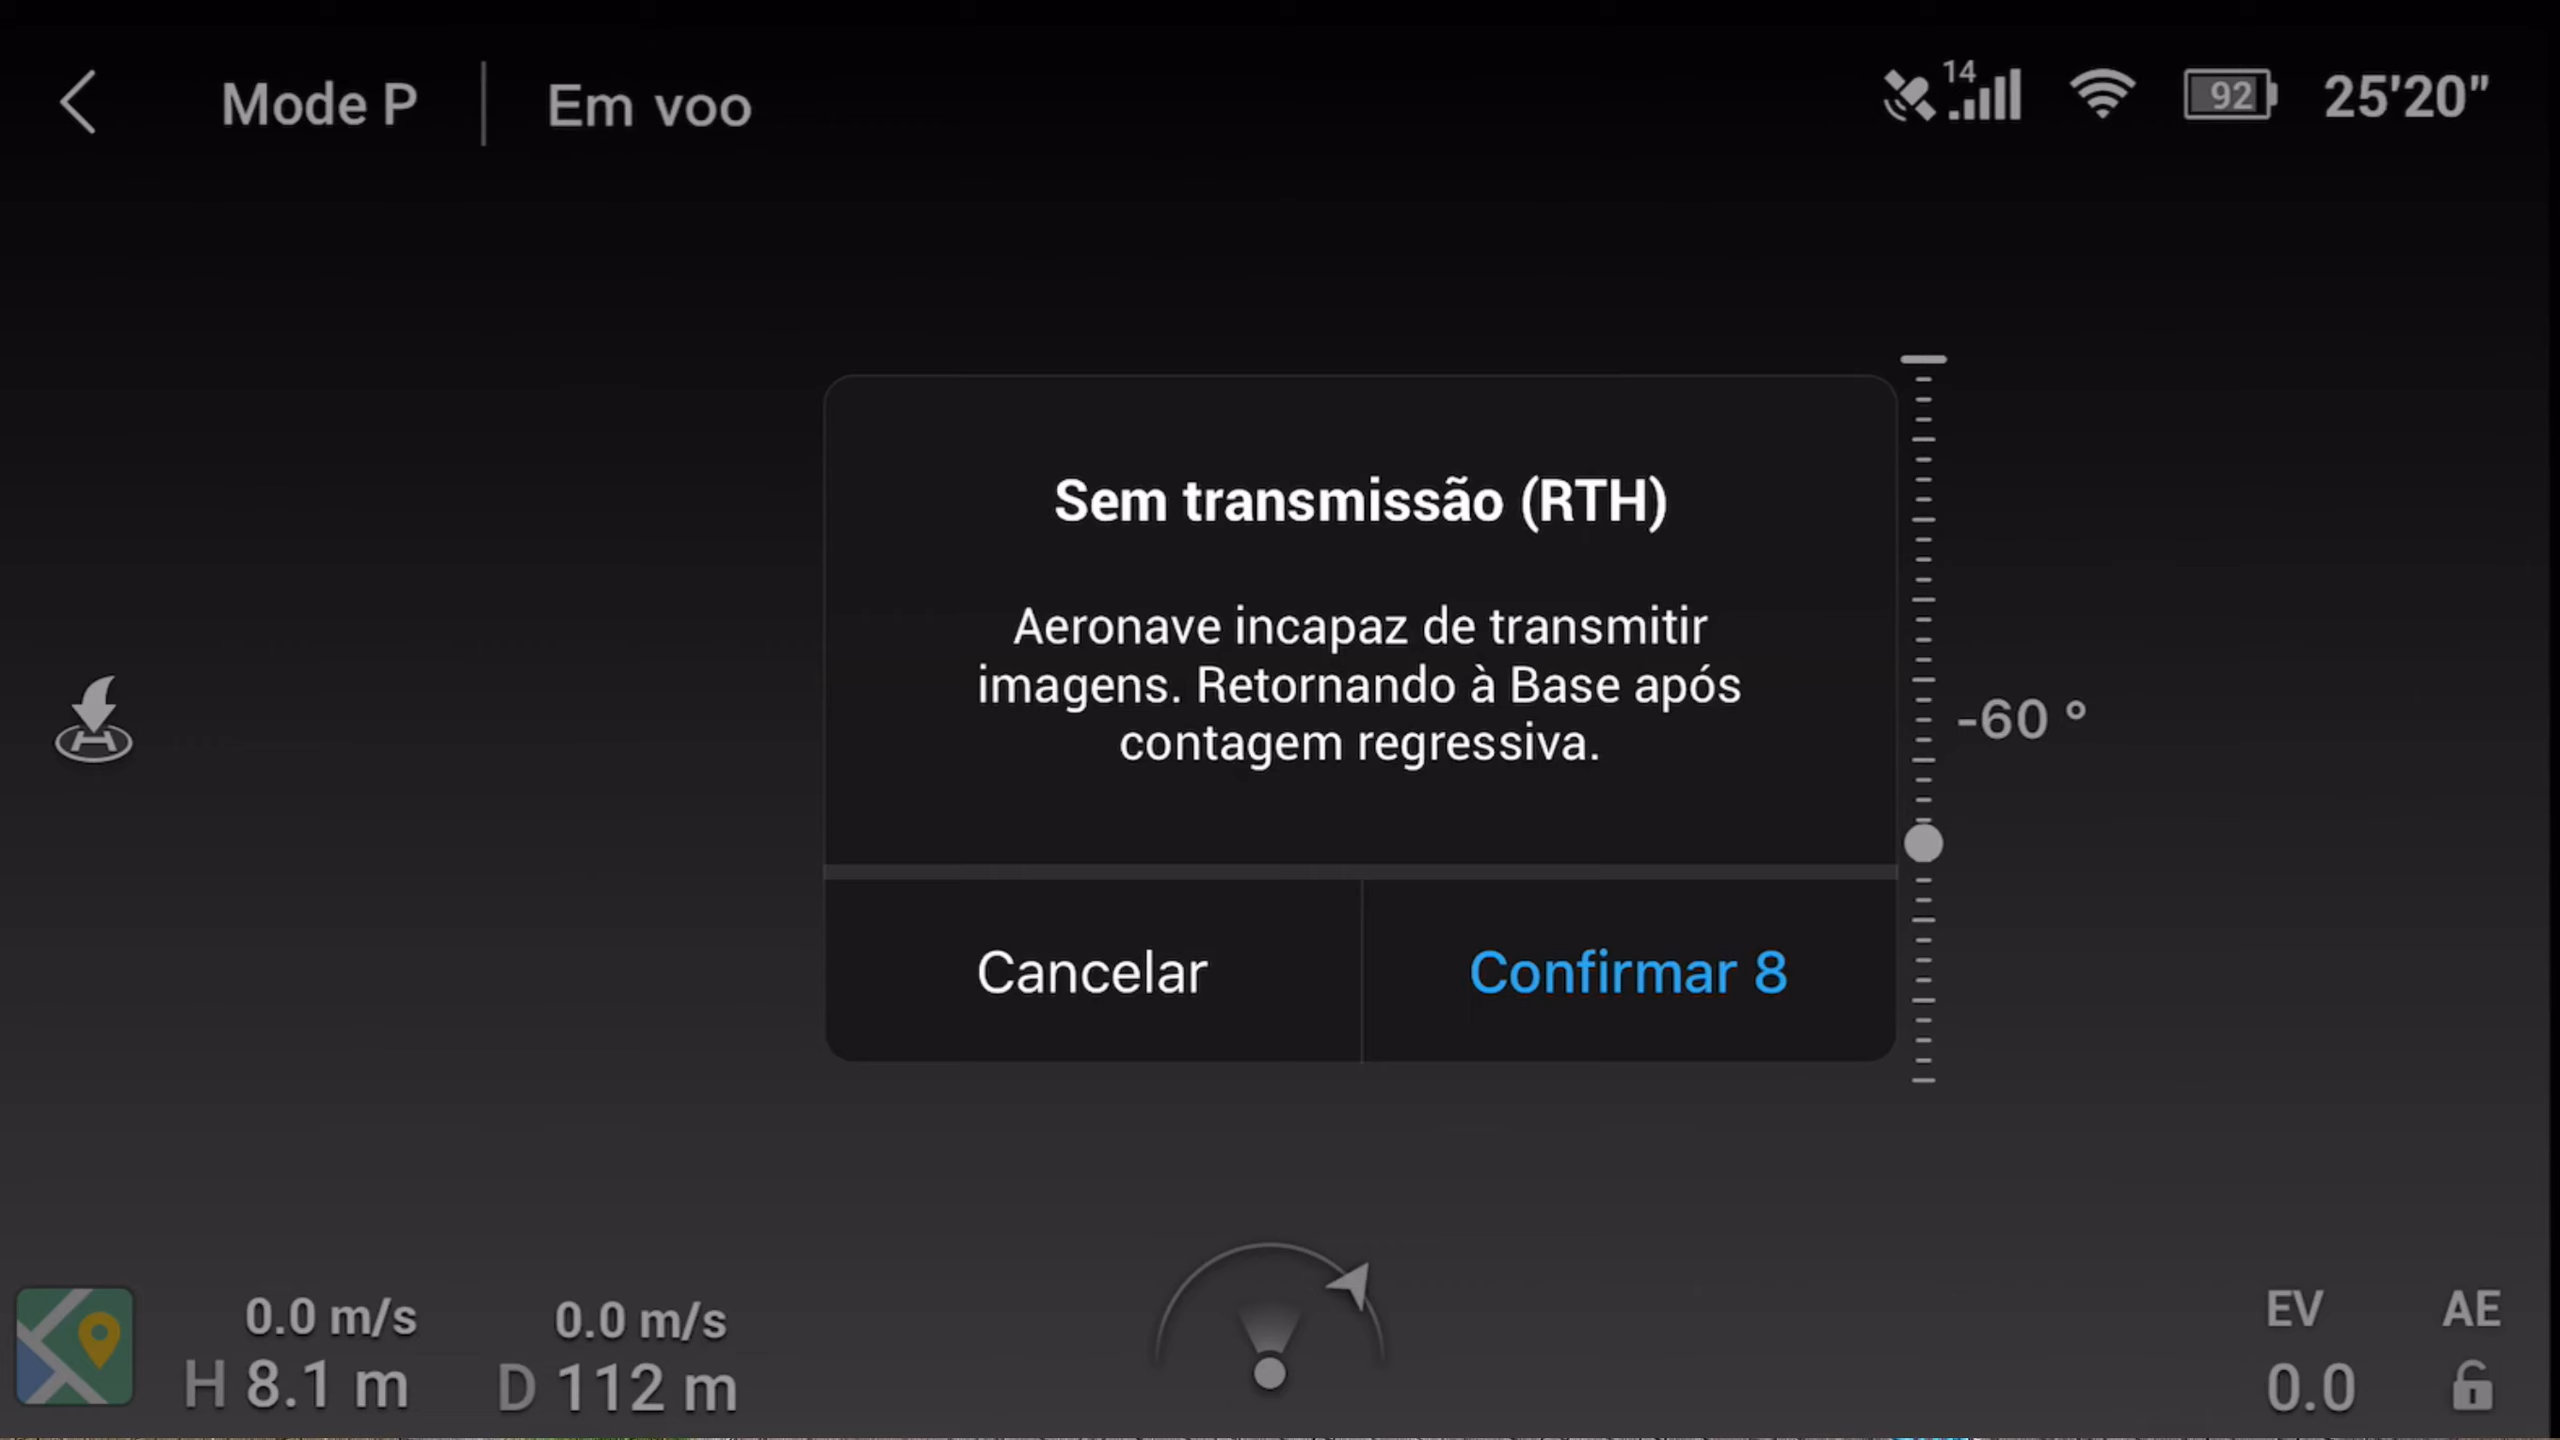 Mode P
Em voo
14
92
25'20”
Sem transmissão (RTH)
Aeronave incapaz de transmitir
imagens. Retornando à Base após
contagem regressiva.
Cancelar
Confirmar 8
-60 °
0.0 m/s
0.0 m/s
H 8.1 m
D 112 m
EV
AE
0.0